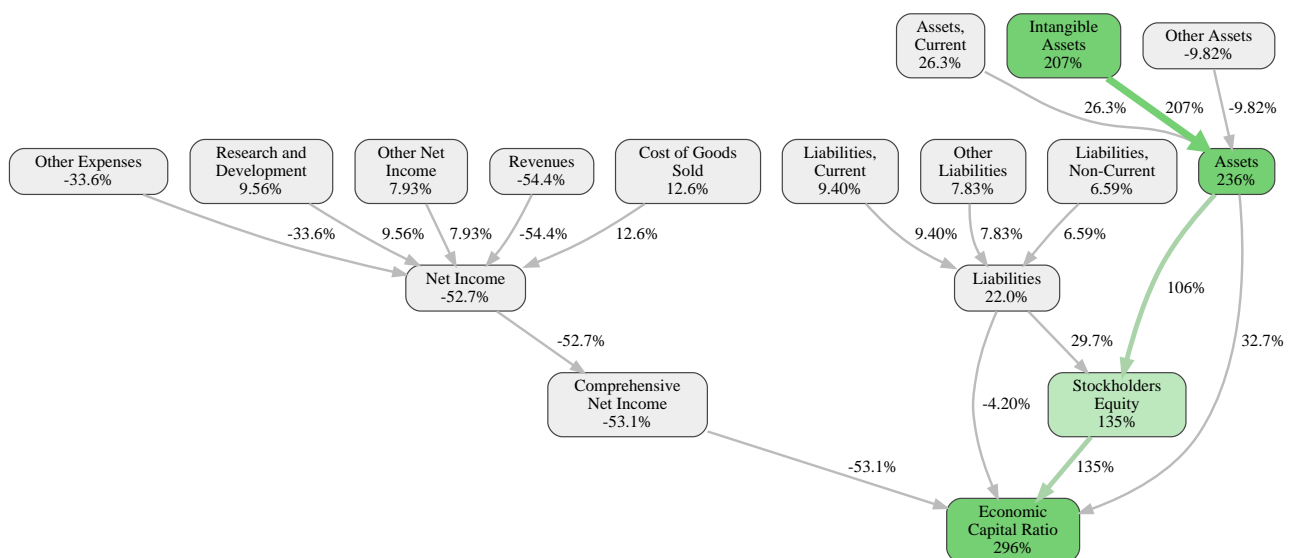 Assets,
Current
26.3%
Intangible
Assets
207%
Other Assets
-9.82%
26.3%
207%
-9.82%
Other Expenses
-33.6%
Research and
Development
9.56%
Other Net
Income
7.93%
Revenues
-54.4%
Cost of Goods
Sold
12.6%
Liabilities,
Current
9.40%
Other
Liabilities
7.83%
Liabilities,
Non-Current
6.59%
Assets
236%
-33.6%
9.56%
7.93%
-54.4%
12.6%
9.40%
7.83%
6.59%
Net Income
-52.7%
Liabilities
22.0%
106%
-52.7%
29.7%
32.7%
Comprehensive
Net Income
-53.1%
-4.20%
Stockholders
Equity
135%
-53.1%
135%
Economic
Capital Ratio
296%